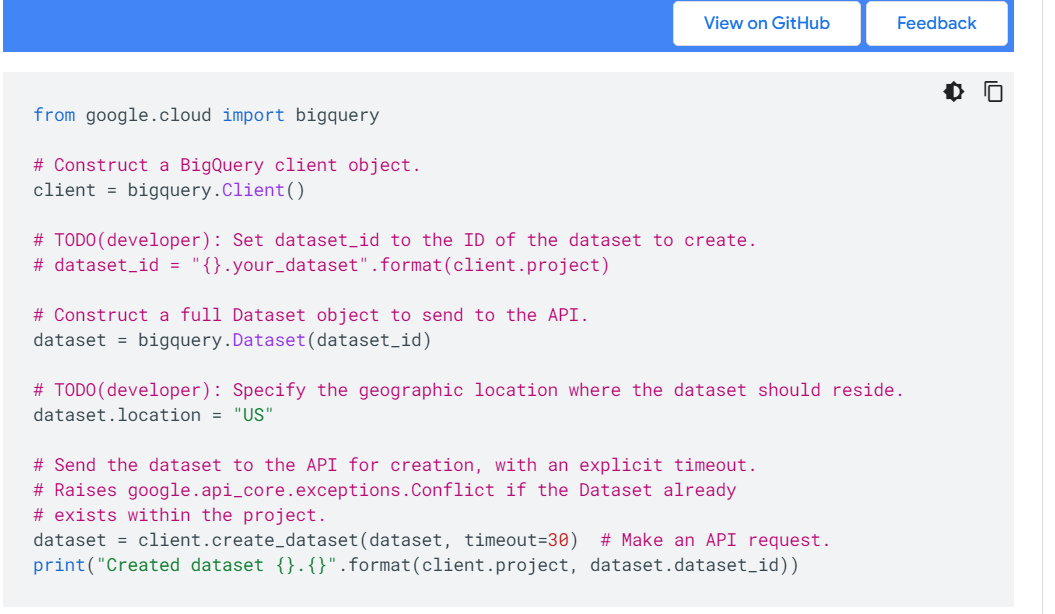 View on GitHub
Feedback
from google.cloud import bigquery
# Construct a BigQuery client object.
client = bigquery.Client()
# TODO(developer): Set dataset_id to the ID of the dataset to create.
# dataset_id = "{}.your_dataset".format(client.project)
# Construct a full Dataset object to send to the API.
dataset = bigquery.Dataset(dataset_id)
# TODO(developer): Specify the geographic location where the dataset should reside.
dataset.location = "US"
# Send the dataset to the API for creation, with an explicit timeout.
# Raises google.api_core.exceptions.Conflict if the Dataset already
# exists within the project.
dataset = client.create_dataset(dataset, timeout=30)  # Make an API request.
print("Created dataset {}.{}".format(client.project, dataset.dataset_id))